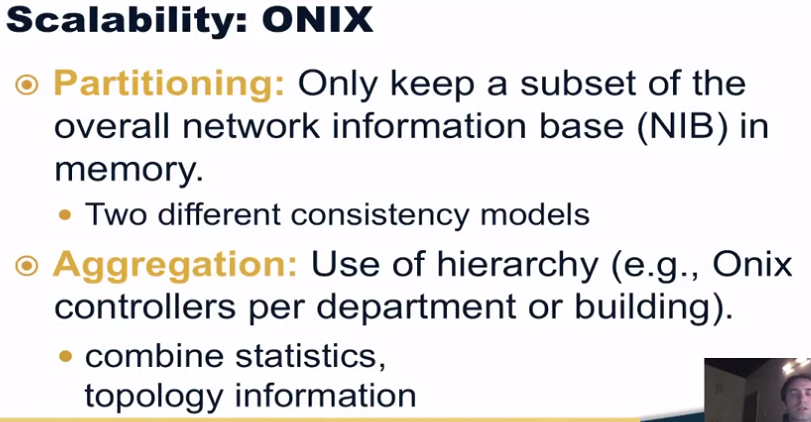 Scalability: ONIX
Partitioning: Only keep a subset of the
overall network information base (NIB) in
memory.
Two different consistency models
Aggregation: Use of hierarchy (e.g., Onix
controllers per department or building).
combine statistics,
topology information